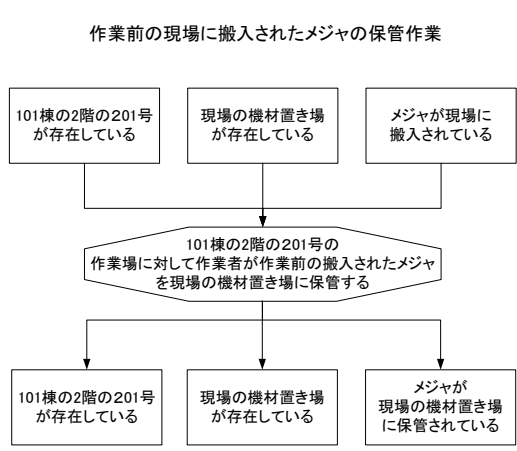 作業前の現場に搬入されたメジャの保管作業
101棟の2階の201号
が存在している
現場の機材置き場
が存在している
メジャが現場に
搬入されている
101棟の2階の201号の
作業場に対して作業者が作業前の搬入されたメジャ
を現場の機材置き場に保管する
101棟の2階の201号
が存在している
現場の機材置き場
が存在している
メジャが
現場の機材置き場
に保管されている